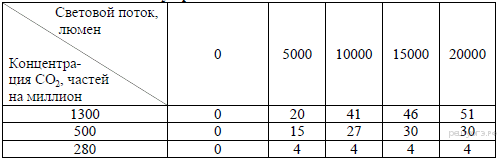 Световой поток,
люмен
Концентра-
ция CO₂, частей
на миллион
0 5000 10000 15000 20000
1300 0 20 41 46 51
500 0 15 27 30 30
280 0 4 4 4 4